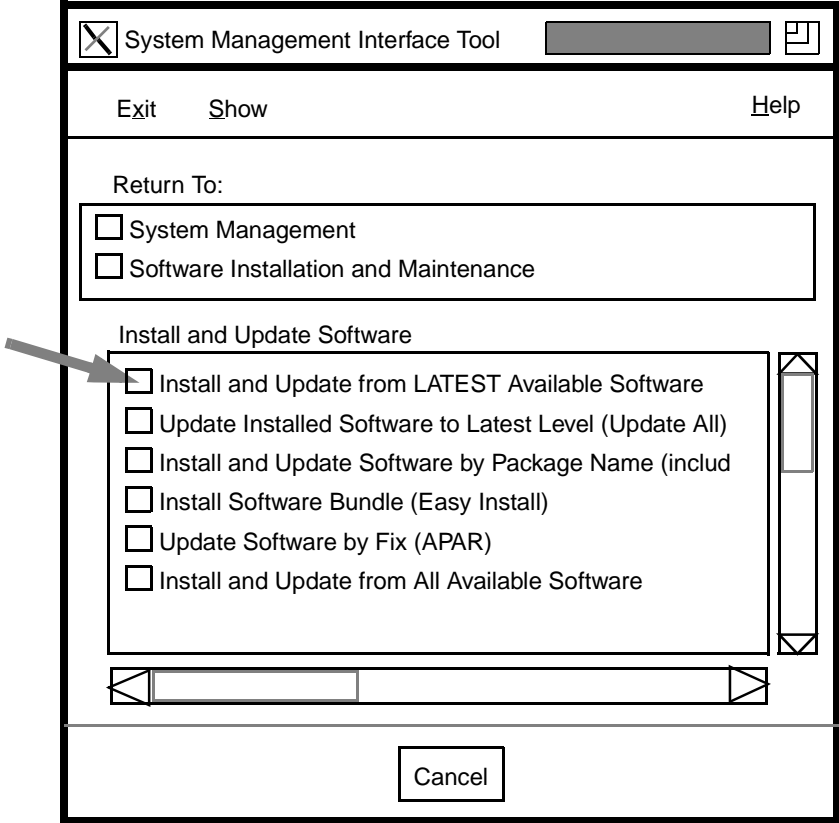 System Management Interface Tool
Exit Show Help
Return To:
System Management
Software Installation and Maintenance
Install and Update Software
Install and Update from LATEST Available Software
Update Installed Software to Latest Level (Update All)
Install and Update Software by Package Name (includ
Install Software Bundle (Easy Install)
Update Software by Fix (APAR)
Install and Update from All Available Software
Cancel